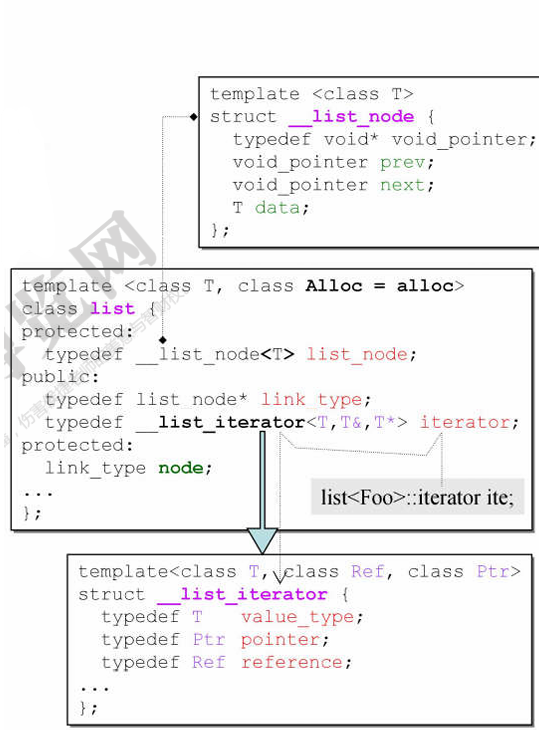 template <class T>
struct __list_node {
typedef void* void_pointer;
void_pointer prev;
void_pointer next;
T data;
};
template <class T, class Alloc = alloc>
class list {
protected:
typedef __list_node<T> list_node;
public:
typedef list_node* link_type;
typedef __list_iterator<T,T&,T*> iterator;
protected:
link_type node;
...
};
list<Foo>::iterator ite;
template<class T, class Ref, class Ptr>
struct __list_iterator {
typedef T value_type;
typedef Ptr pointer;
typedef Ref reference;
...
};
览网